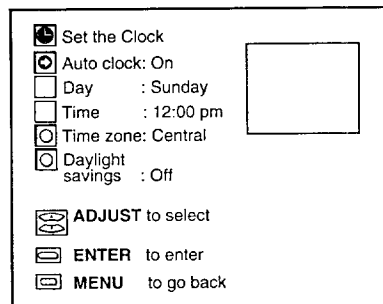 Set the Clock
Auto clock: On
Day : Sunday
Time : 12:00 pm
Time zone: Central
Daylight
savings : Off
ADJUST to select
ENTER to enter
MENU to go back